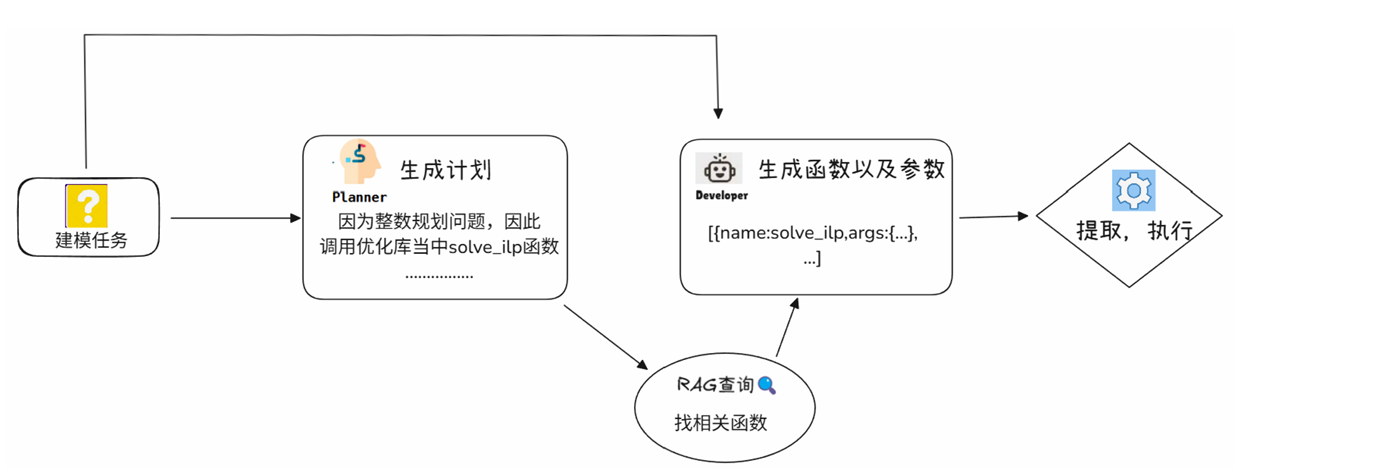 建模任务
生成计划
Planner
因为整数规划问题，因此
调用优化库当中solve_ilp函数
................
生成函数以及参数
Developer
[{name:solve_ilp,args:{...},
...]
RAG查询
找相关函数
提取，执行